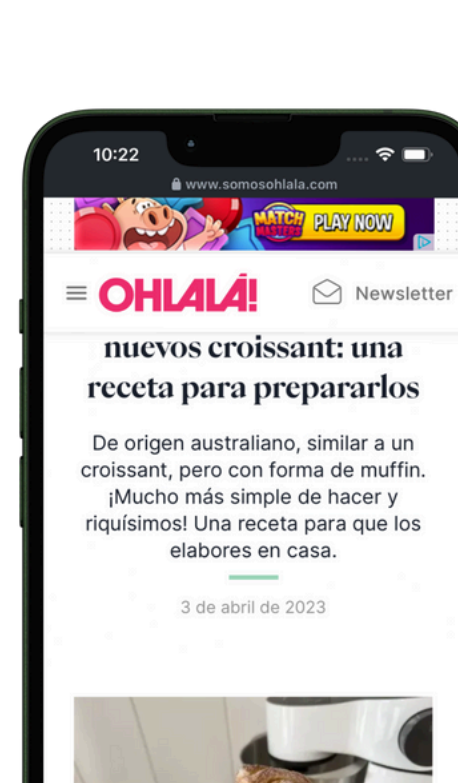 10:22
www.somosohlala.com
MATCH
MASTERS
PLAY NOW
OHLALÁ!
Newsletter
nuevos croissant: una
receta para prepararlos
De origen australiano, similar a un
croissant, pero con forma de muffin.
¡Mucho más simple de hacer y
riquísimos! Una receta para que los
elabores en casa.
3 de abril de 2023